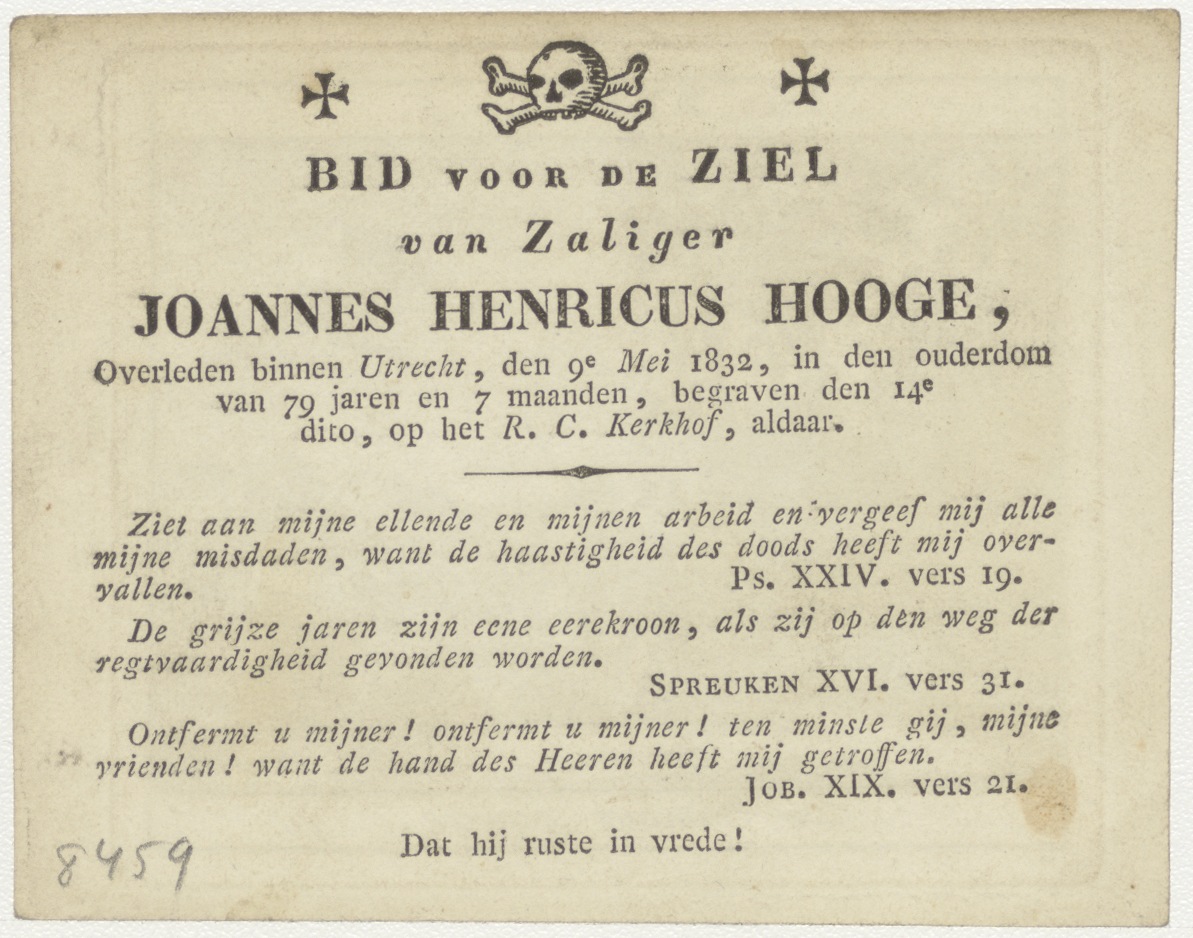 BID VOOR DE ZIEL
van Zaliger
JOANNES HENRICUS HOOGE,
Overleden binnen Utrecht, den 9e Mei 1832, in den ouderdom
van 79 jaren en 7 maanden, begraven den 14e
dito, op het R. C. Kerkhof, aldaar.
Ziet aan mijne ellende en mijnen arbeid en vergeef mij alle
mijne misdaden, want de haastigheid des doods heeft mij over-
vallen. Ps. XXIV. vers 19.
De grijze jaren zijn eene eerekroon, als zij op den weg der
regtvaardigheid gevonden worden.
SPREUKEN XVI. vers 31.
Ontfermt u mijner! ontfermt u mijner! ten minste gij, mijne
vrienden! want de hand des Heeren heeft mij getroffen.
JOB. XIX. vers 21.
Dat hij ruste in vrede!
8459